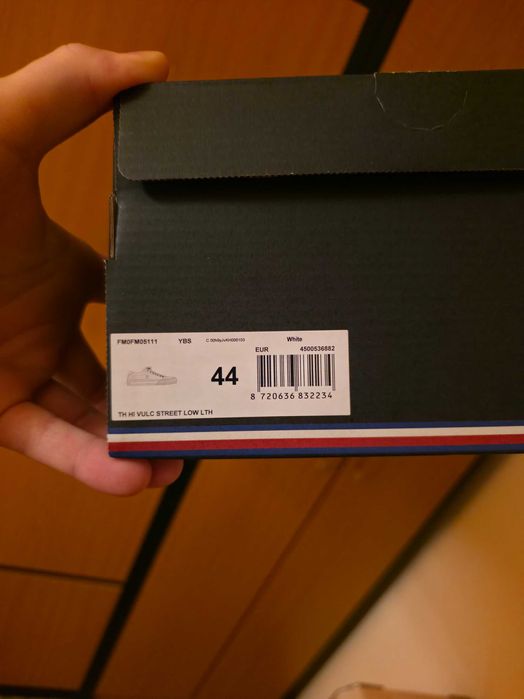 FM0FM05111 YBS White
EUR 4500536882
44
8 720636 832234
TH HI VULC STREET LOW LTH